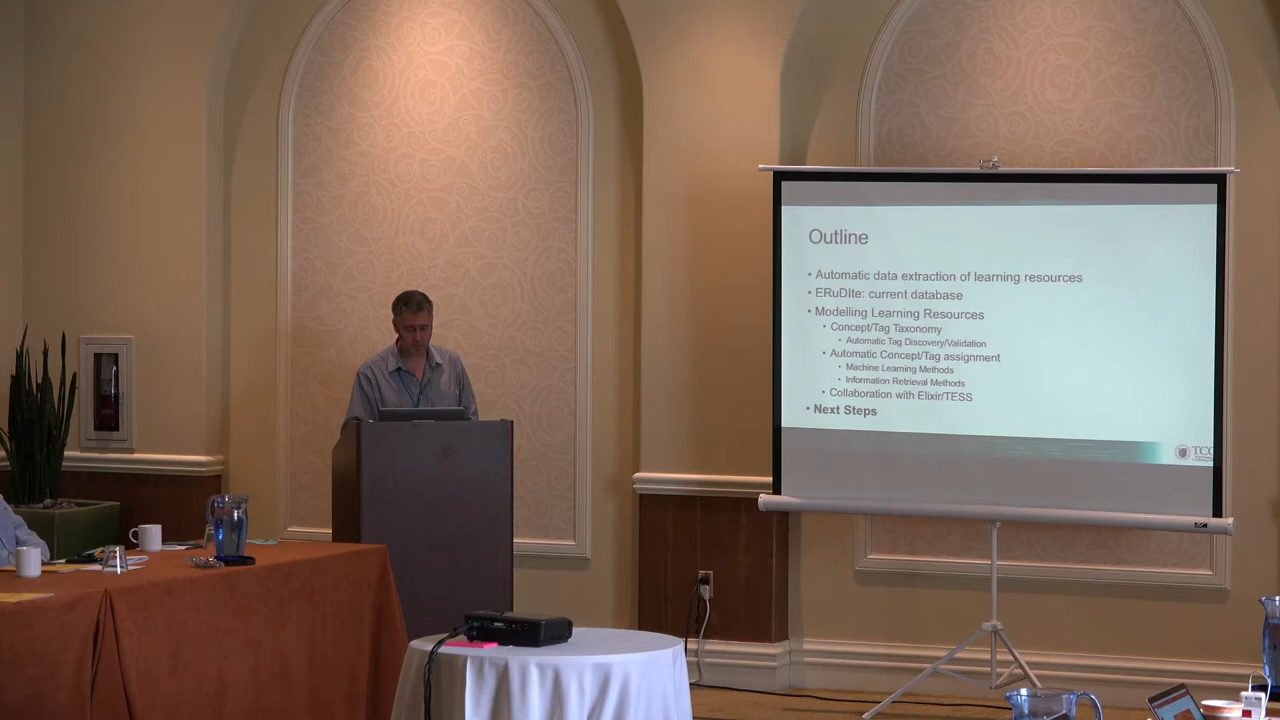 Outline
• Automatic data extraction of learning resources
• ERuDIte: current database
• Modelling Learning Resources
• Concept/Tag Taxonomy
• Automatic Tag Discovery/Validation
• Automatic Concept/Tag assignment
• Machine Learning Methods
• Information Retrieval Methods
• Collaboration with Elixir/TESS
• Next Steps